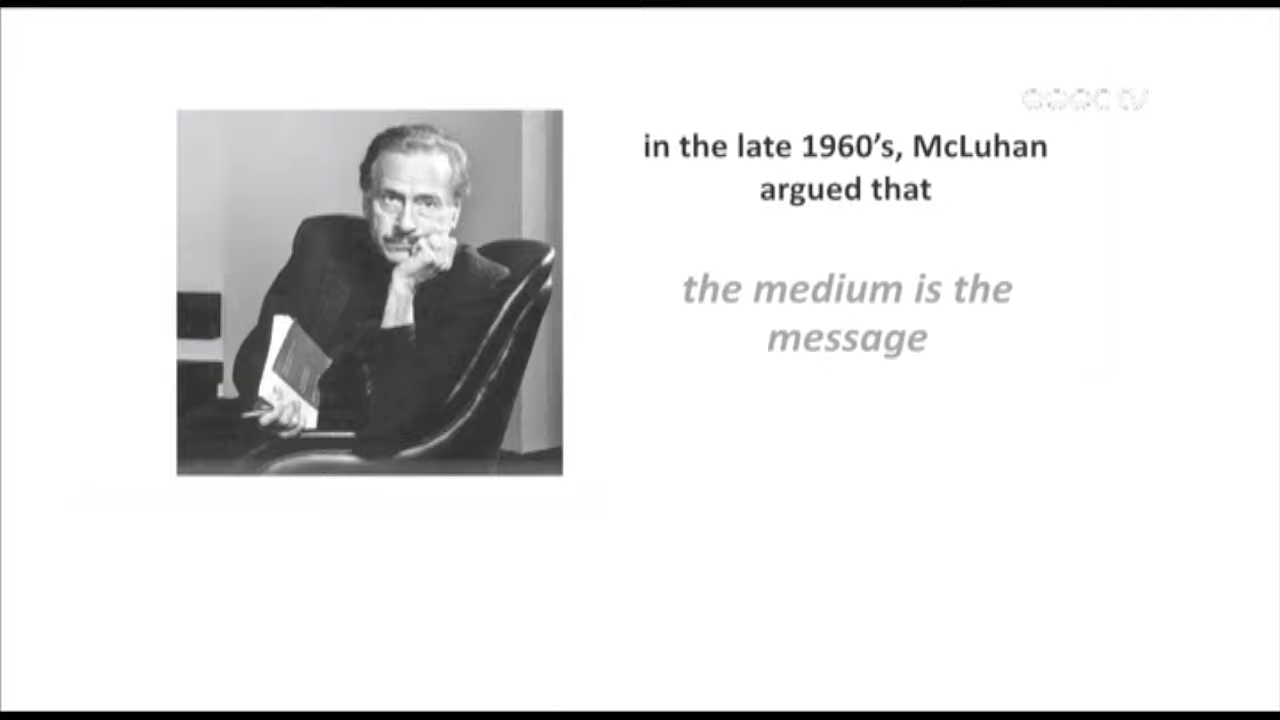 in the late 1960's, McLuhan
argued that
the medium is the
message